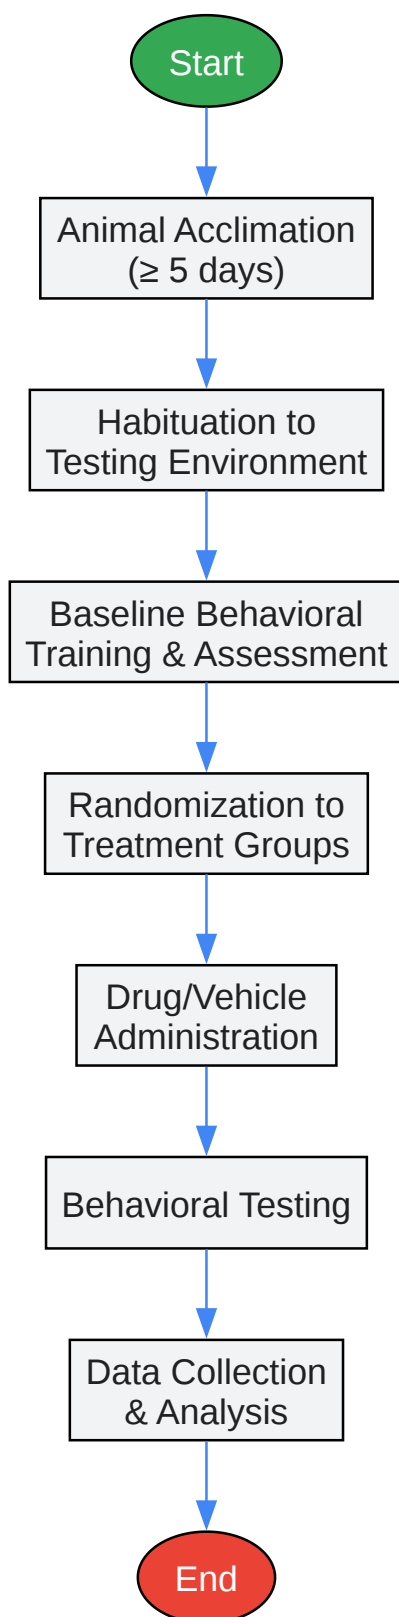 Start
Animal Acclimation
(≥ 5 days)
Habituation to
Testing Environment
Baseline Behavioral
Training & Assessment
Randomization to
Treatment Groups
Drug/Vehicle
Administration
Behavioral Testing
Data Collection
& Analysis
End